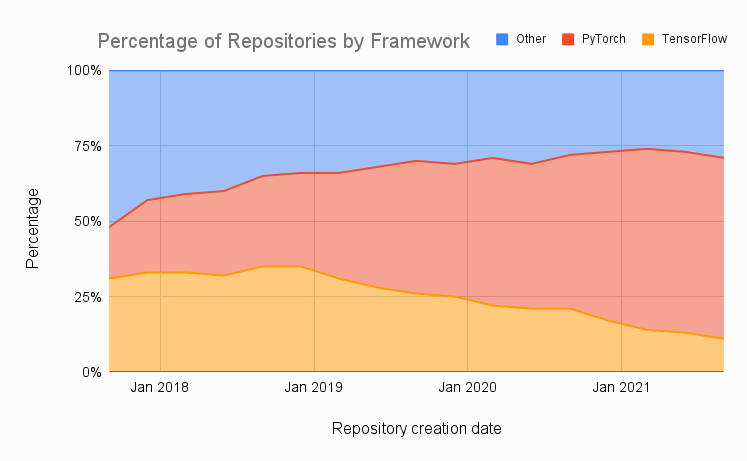 Percentage of Repositories by Framework
Other PyTorch TensorFlow
100%
75%
50%
25%
0%
Percentage
Jan 2018 Jan 2019 Jan 2020 Jan 2021
Repository creation date